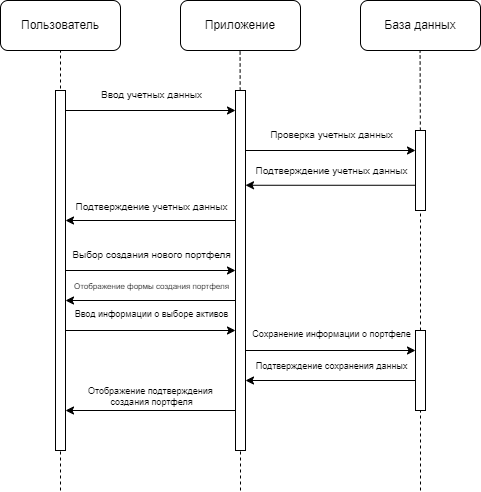 Пользователь
Приложение
База данных
Ввод учетных данных
Проверка учетных данных
Подтверждение учетных данных
Подтверждение учетных данных
Выбор создания нового портфеля
Отображение формы создания портфеля
Ввод информации о выборе активов
Сохранение информации о портфеле
Подтверждение сохранения данных
Отображение подтверждения
создания портфеля